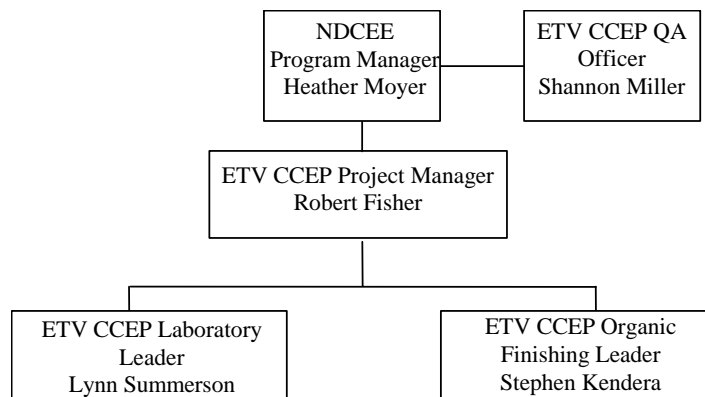 NDCEE
Program Manager
Heather Moyer
ETV CCEP QA
Officer
Shannon Miller
ETV CCEP Project Manager
Robert Fisher
ETV CCEP Laboratory
Leader
Lynn Summerson
ETV CCEP Organic
Finishing Leader
Stephen Kendera